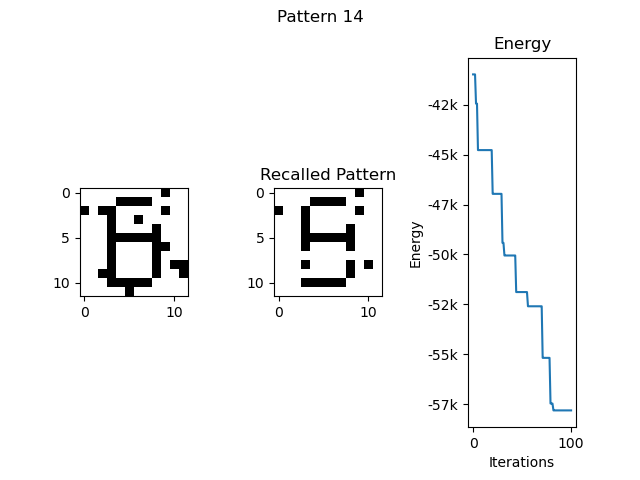 Pattern 14
Energy
Recalled Pattern
0
5
10
0 10
0
5
10
0 10
Energy
-42k
-45k
-47k
-50k
-52k
-55k
-57k
0 100
Iterations